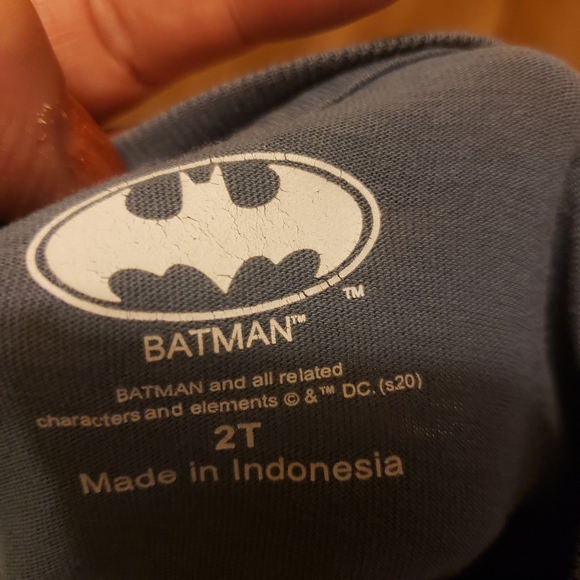 TM
BATMAN™
BATMAN and all related
characters and elements © & ™ DC. (s20)
2T
Made in Indonesia